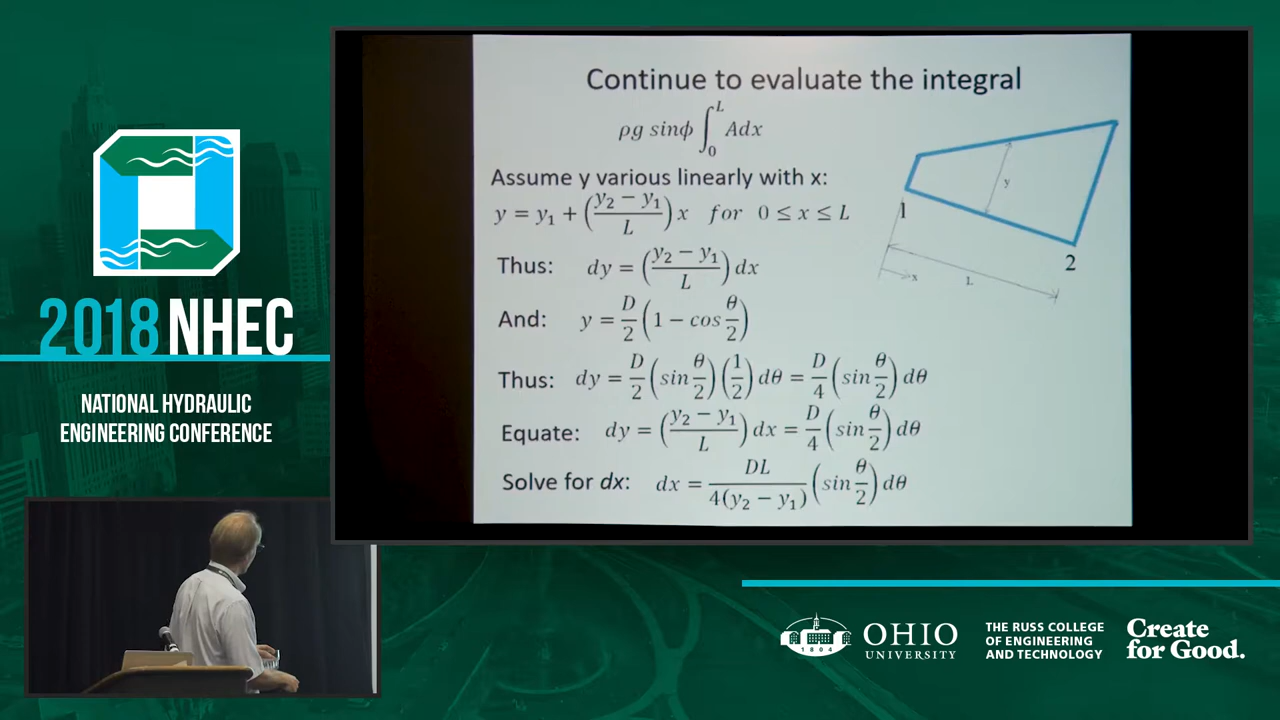 2018 NHEC
NATIONAL HYDRAULIC
ENGINEERING CONFERENCE
Continue to evaluate the integral
ρg sinϕ ∫₀ᴸ Adx
Assume y various linearly with x:
y = y₁ + ((y₂ − y₁)/L) x for 0 ≤ x ≤ L
Thus: dy = ((y₂ − y₁)/L) dx
And: y = D/2 (1 − cos θ/2)
Thus: dy = D/2 (sin θ/2) (1/2) dθ = D/4 (sin θ/2) dθ
Equate: dy = ((y₂ − y₁)/L) dx = D/4 (sin θ/2) dθ
Solve for dx: dx = DL/(4(y₂ − y₁)) (sin θ/2) dθ
y
1
2
x
L
1804
OHIO
UNIVERSITY
THE RUSS COLLEGE
OF ENGINEERING
AND TECHNOLOGY
Create
for Good.